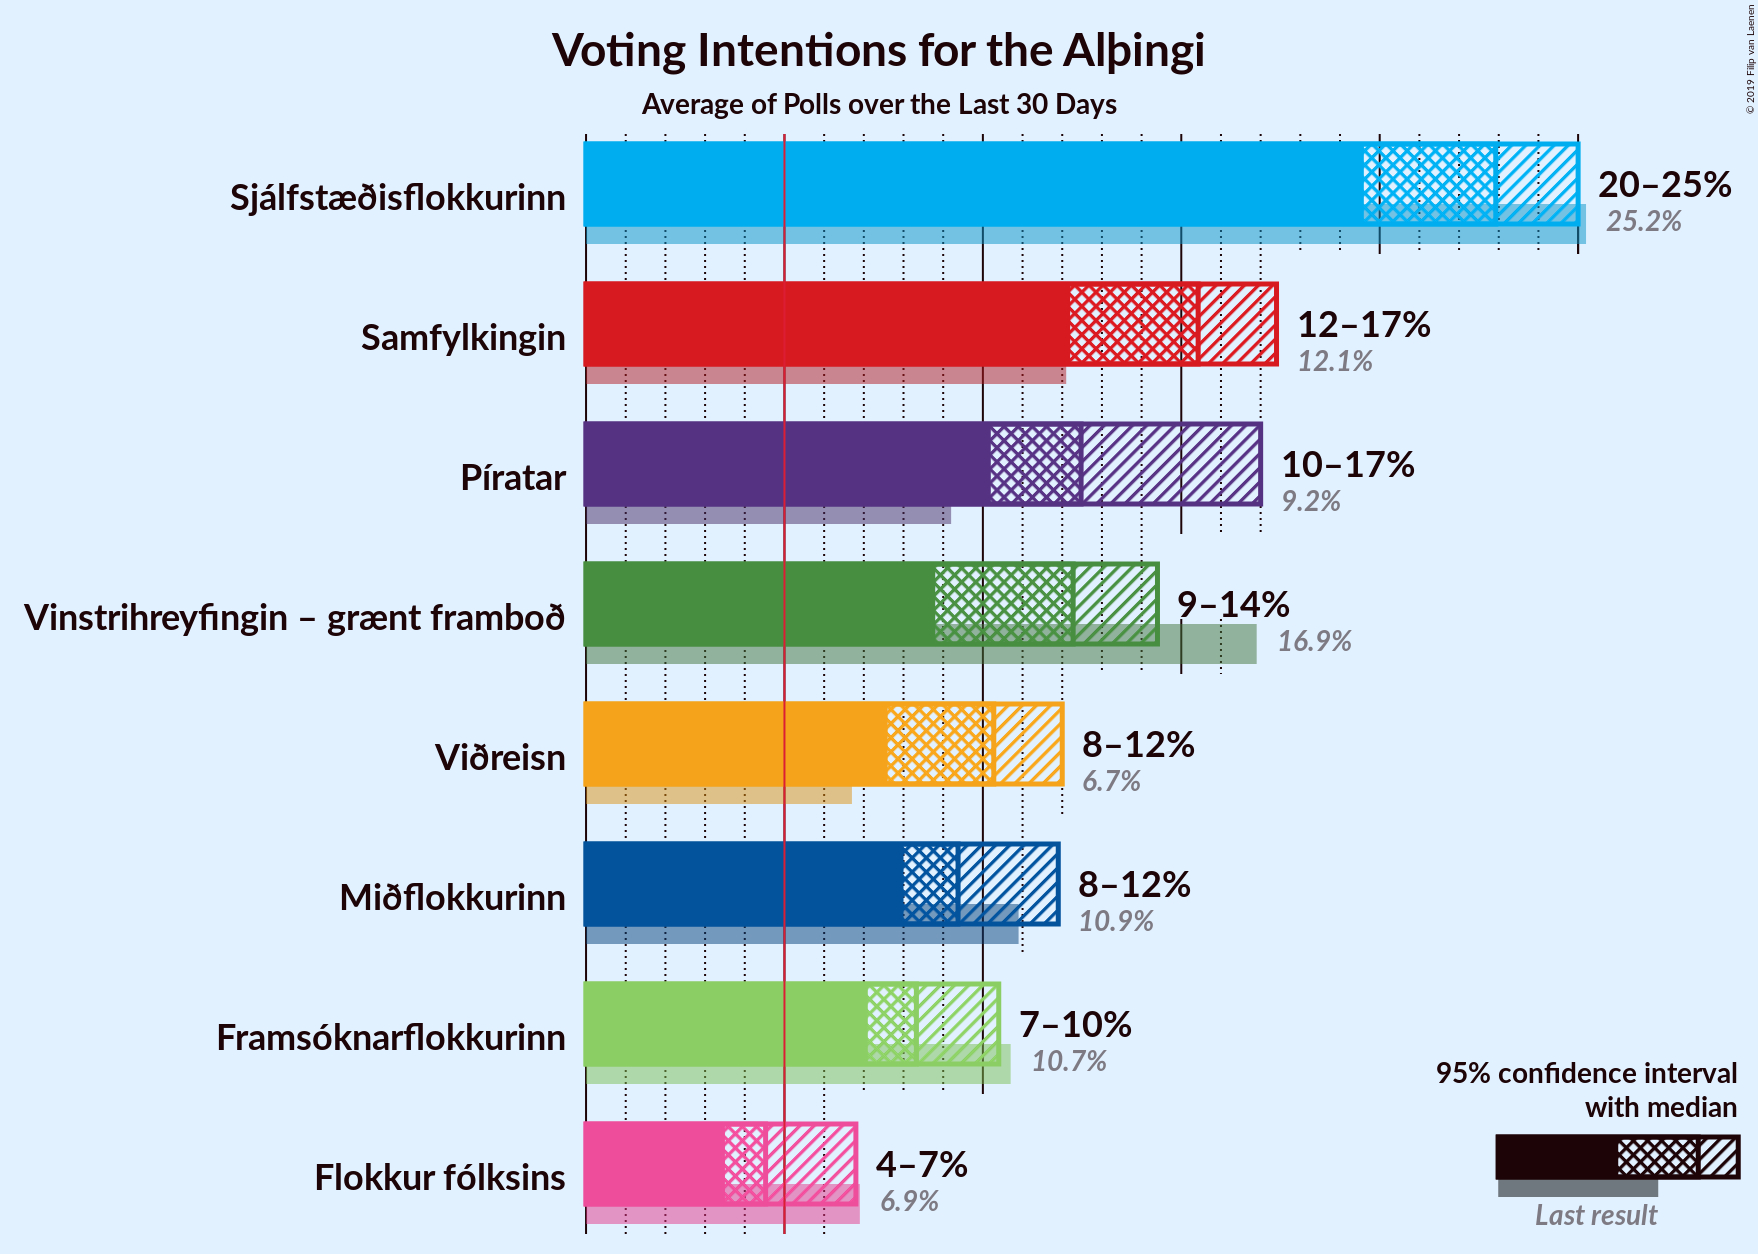 Voting Intentions for the Alþingi
Average of Polls over the Last 30 Days
© 2019 Filip van Laenen
Sjálfstæðisflokkurinn
20–25%
25.2%
Samfylkingin
12–17%
12.1%
Píratar
10–17%
9.2%
Vinstrihreyfingin – grænt framboð
9–14%
16.9%
Viðreisn
8–12%
6.7%
Miðflokkurinn
8–12%
10.9%
Framsóknarflokkurinn
7–10%
10.7%
Flokkur fólksins
4–7%
6.9%
95% confidence interval
with median
Last result